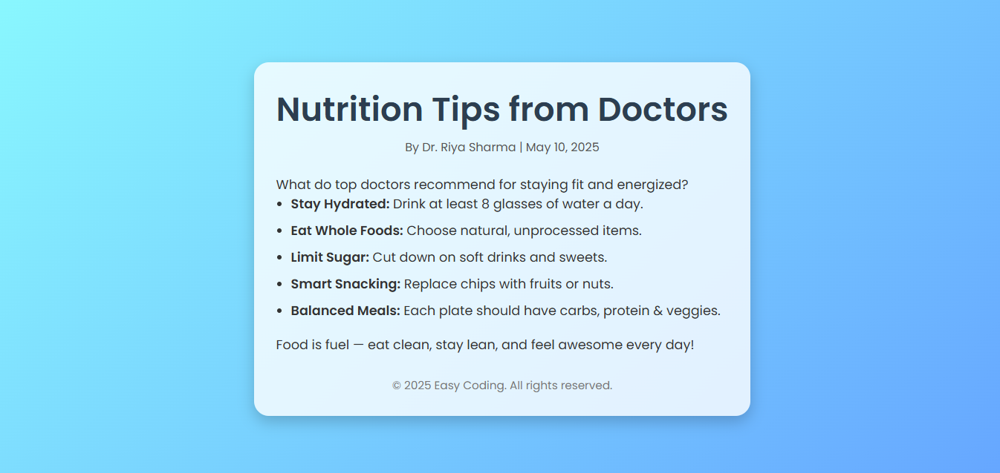 Nutrition Tips from Doctors
By Dr. Riya Sharma | May 10, 2025
What do top doctors recommend for staying fit and energized?
• Stay Hydrated: Drink at least 8 glasses of water a day.
• Eat Whole Foods: Choose natural, unprocessed items.
• Limit Sugar: Cut down on soft drinks and sweets.
• Smart Snacking: Replace chips with fruits or nuts.
• Balanced Meals: Each plate should have carbs, protein & veggies.
Food is fuel — eat clean, stay lean, and feel awesome every day!
© 2025 Easy Coding. All rights reserved.